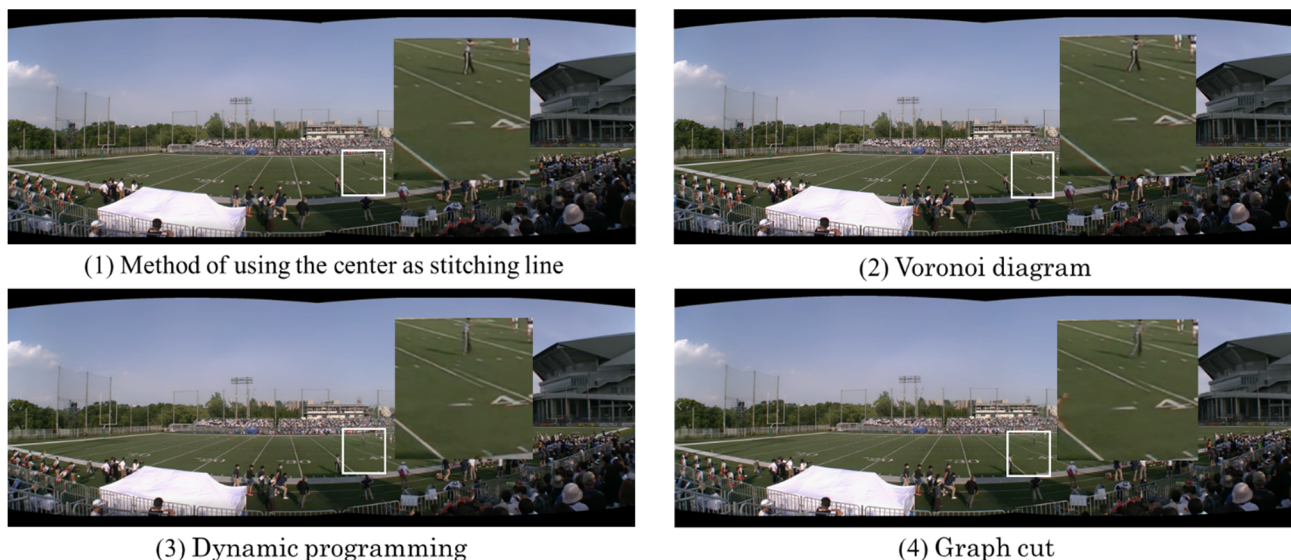 (1) Method of using the center as stitching line
(2) Voronoi diagram
(3) Dynamic programming
(4) Graph cut